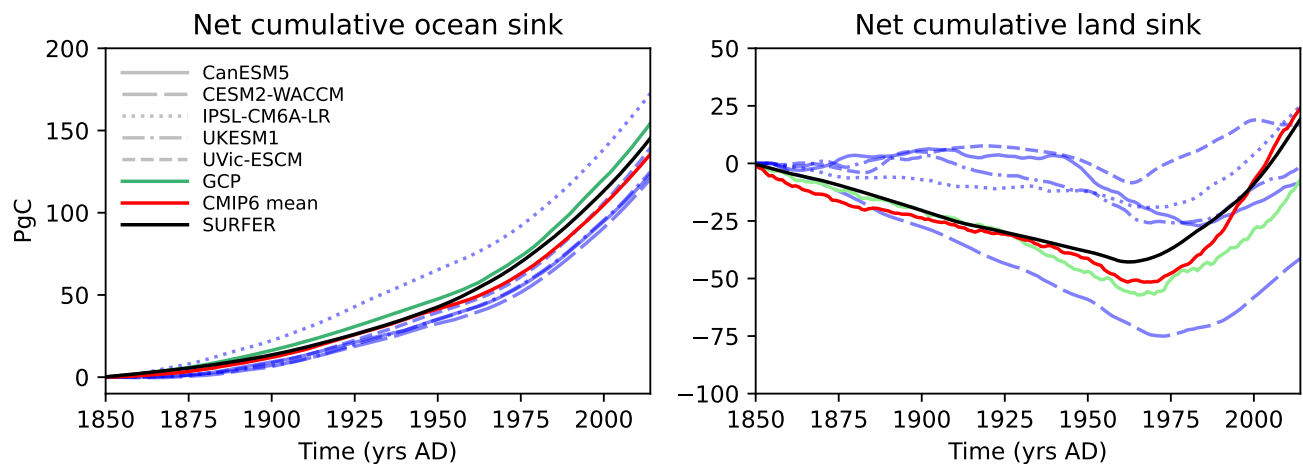 Net cumulative ocean sink
200
150
100
50
0
PgC
CanESM5
CESM2-WACCM
IPSL-CM6A-LR
UKESM1
UVic-ESCM
GCP
CMIP6 mean
SURFER
1850 1875 1900 1925 1950 1975 2000
Time (yrs AD)
Net cumulative land sink
50
25
0
−25
−50
−75
−100
1850 1875 1900 1925 1950 1975 2000
Time (yrs AD)